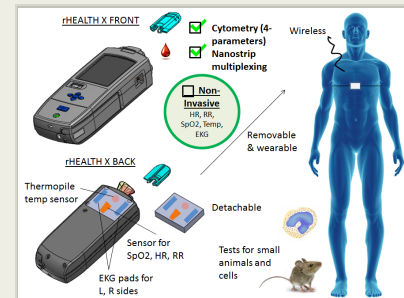 rHEALTH X FRONT
Cytometry (4-
parameters)
Nanostrip
multiplexing
Non-
Invasive
HR, RR,
SpO2, Temp,
EKG
Wireless
Removable
& wearable
rHEALTH X BACK
Thermopile
temp sensor
Detachable
Sensor for
SpO2, HR, RR
EKG pads for
L, R sides
Tests for small
animals and
cells